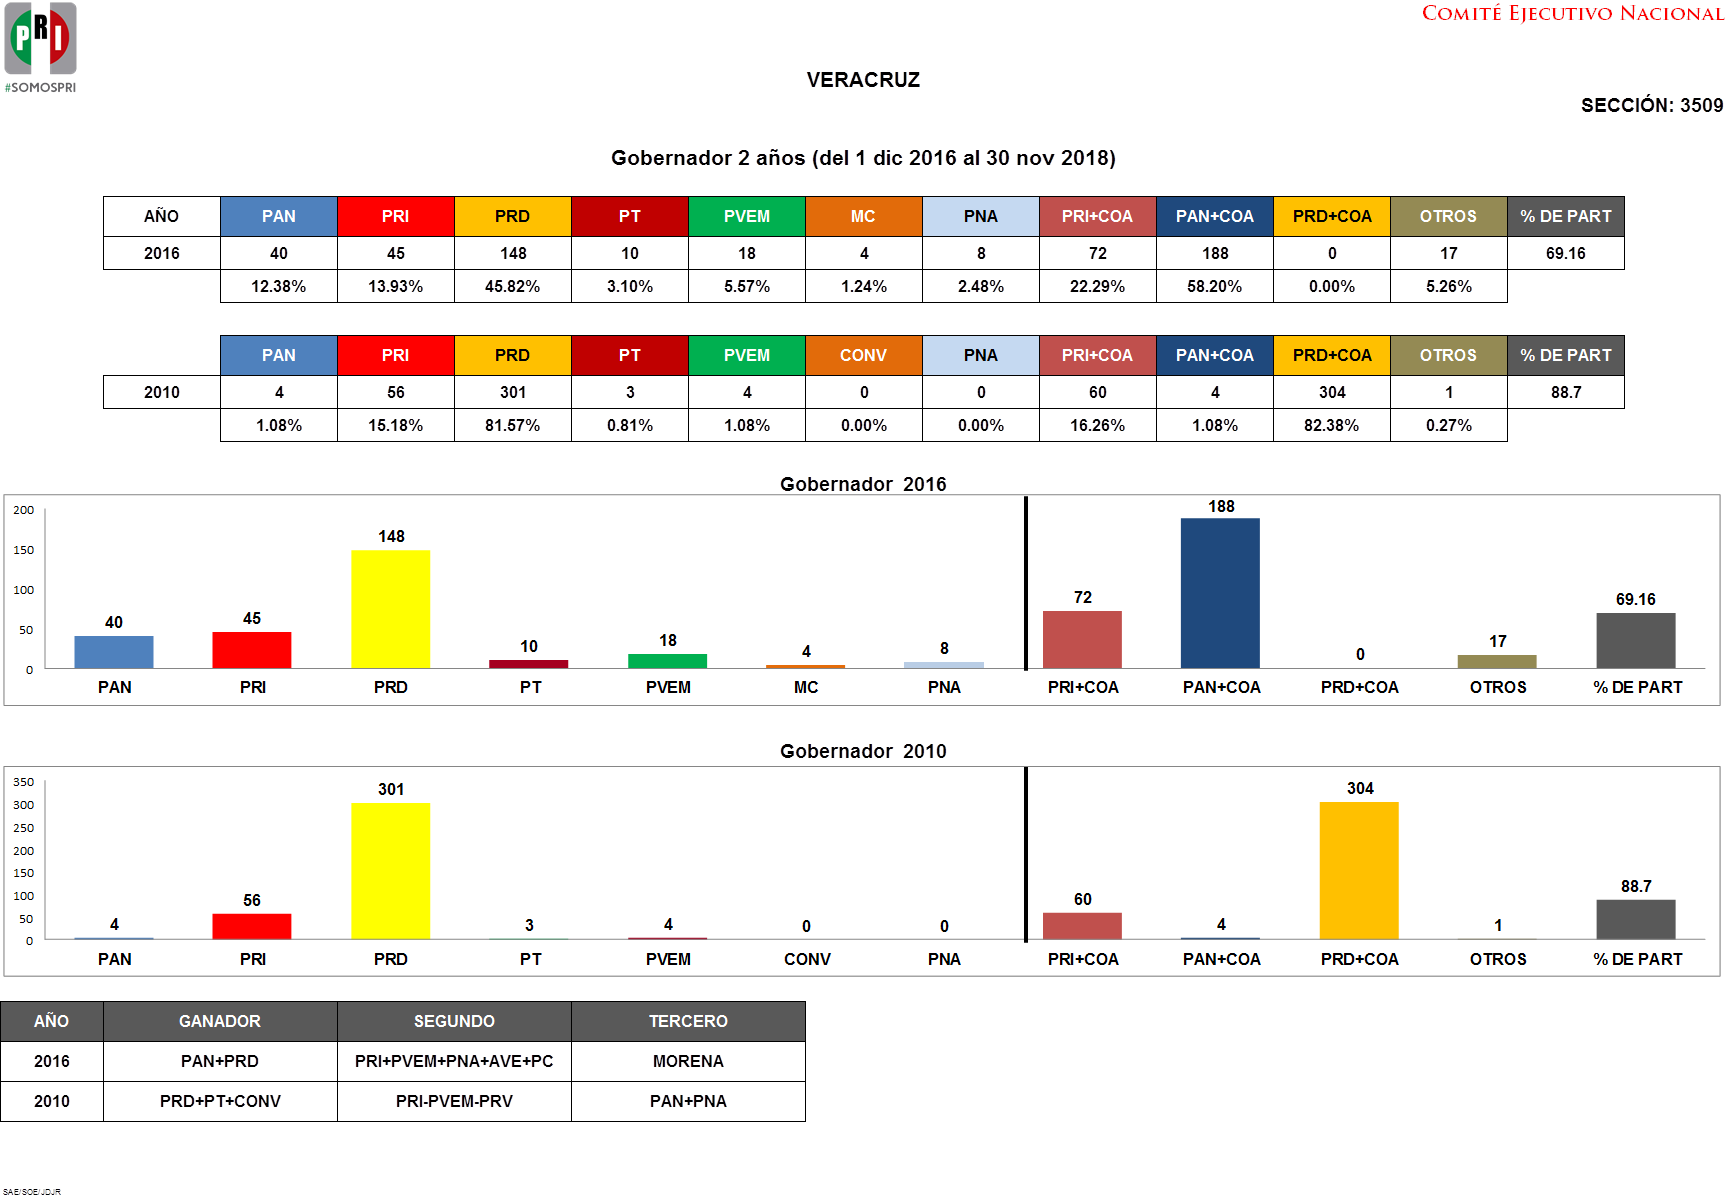 PRI
#SOMOSPRI
COMITÉ EJECUTIVO NACIONAL
VERACRUZ
SECCIÓN: 3509
Gobernador 2 años (del 1 dic 2016 al 30 nov 2018)
AÑO PAN PRI PRD PT PVEM MC PNA PRI+COA PAN+COA PRD+COA OTROS % DE PART
2016 40 45 148 10 18 4 8 72 188 0 17 69.16
12.38% 13.93% 45.82% 3.10% 5.57% 1.24% 2.48% 22.29% 58.20% 0.00% 5.26%
PAN PRI PRD PT PVEM CONV PNA PRI+COA PAN+COA PRD+COA OTROS % DE PART
2010 4 56 301 3 4 0 0 60 4 304 1 88.7
1.08% 15.18% 81.57% 0.81% 1.08% 0.00% 0.00% 16.26% 1.08% 82.38% 0.27%
Gobernador 2016
200
150
100
50
0
40 45 148 10 18 4 8 72 188 0 17 69.16
PAN PRI PRD PT PVEM MC PNA PRI+COA PAN+COA PRD+COA OTROS % DE PART
Gobernador 2010
350
300
250
200
150
100
50
0
4 56 301 3 4 0 0 60 4 304 1 88.7
PAN PRI PRD PT PVEM CONV PNA PRI+COA PAN+COA PRD+COA OTROS % DE PART
AÑO GANADOR SEGUNDO TERCERO
2016 PAN+PRD PRI+PVEM+PNA+AVE+PC MORENA
2010 PRD+PT+CONV PRI-PVEM-PRV PAN+PNA
SAE/SOE/JDJR